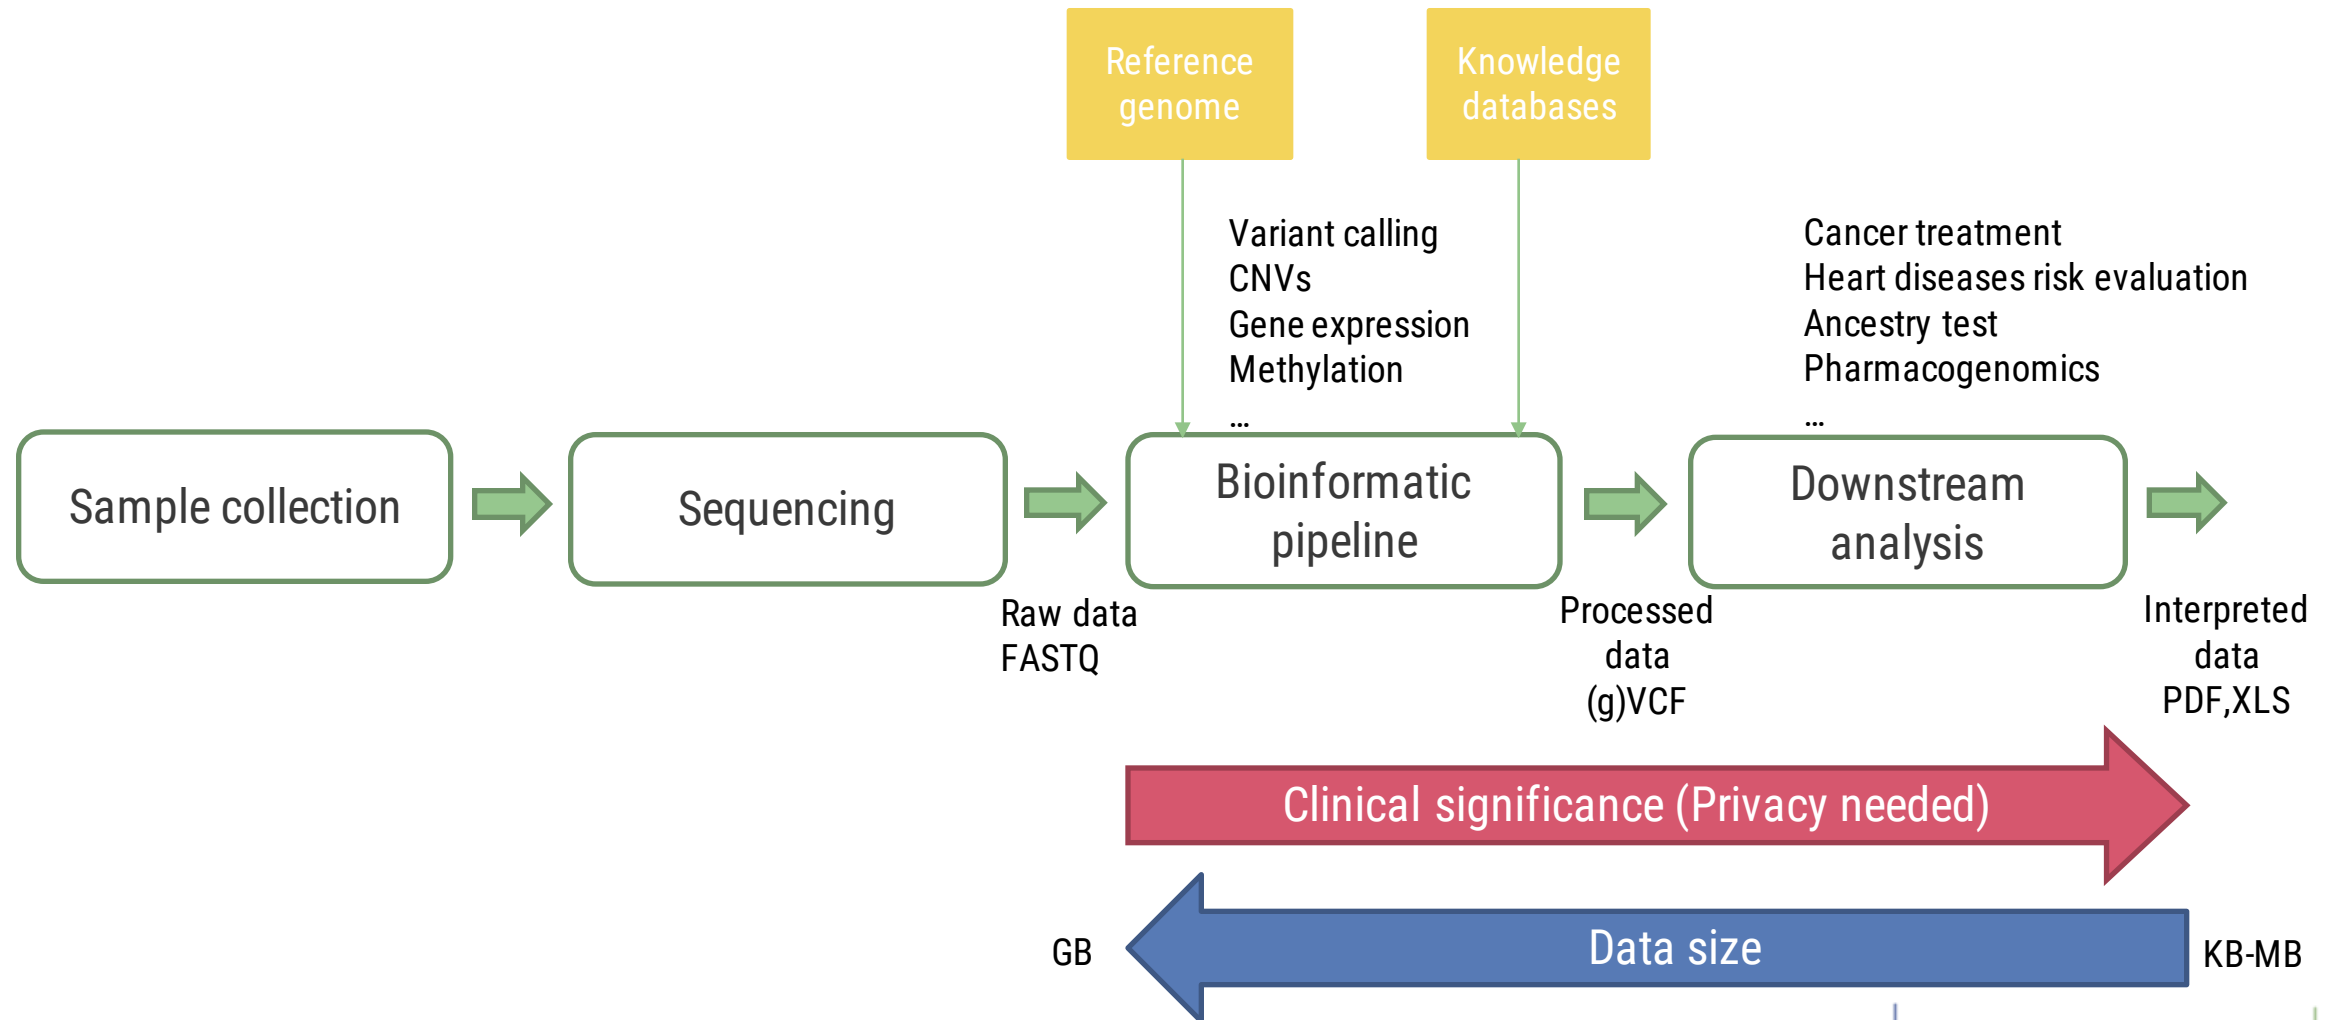 Reference
genome
Knowledge
databases
Variant calling
CNVs
Gene expression
Methylation
...
Cancer treatment
Heart diseases risk evaluation
Ancestry test
Pharmacogenomics
...
Sample collection
Sequencing
Bioinformatic
pipeline
Downstream
analysis
Raw data
FASTQ
Processed
data
(g)VCF
Interpreted
data
PDF,XLS
Clinical significance (Privacy needed)
GB
Data size
KB-MB